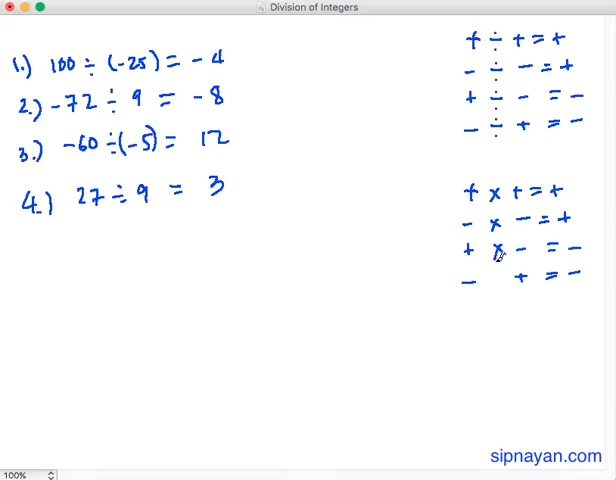 Division of Integers
1.) 100 ÷ (-25) = -4
2.) -72 ÷ 9 = -8
3.) -60 ÷ (-5) = 12
4.) 27 ÷ 9 = 3
+ ÷ + = +
- ÷ - = +
+ ÷ - = -
- ÷ + = -
+ x + = +
- x - = +
+ x - = -
- + = -
sipnayan.com
100%